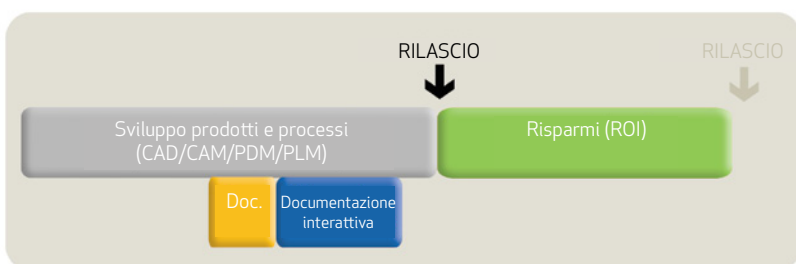 RILASCIO
RILASCIO
Sviluppo prodotti e processi
(CAD/CAM/PDM/PLM)
Risparmi (ROI)
Doc.
Documentazione
interattiva